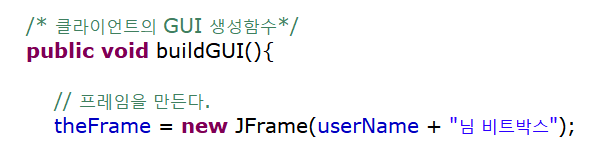 /* 클라이언트의 GUI 생성함수*/
public void buildGUI(){
// 프레임을 만든다.
theFrame = new JFrame(userName + "님 비트박스");